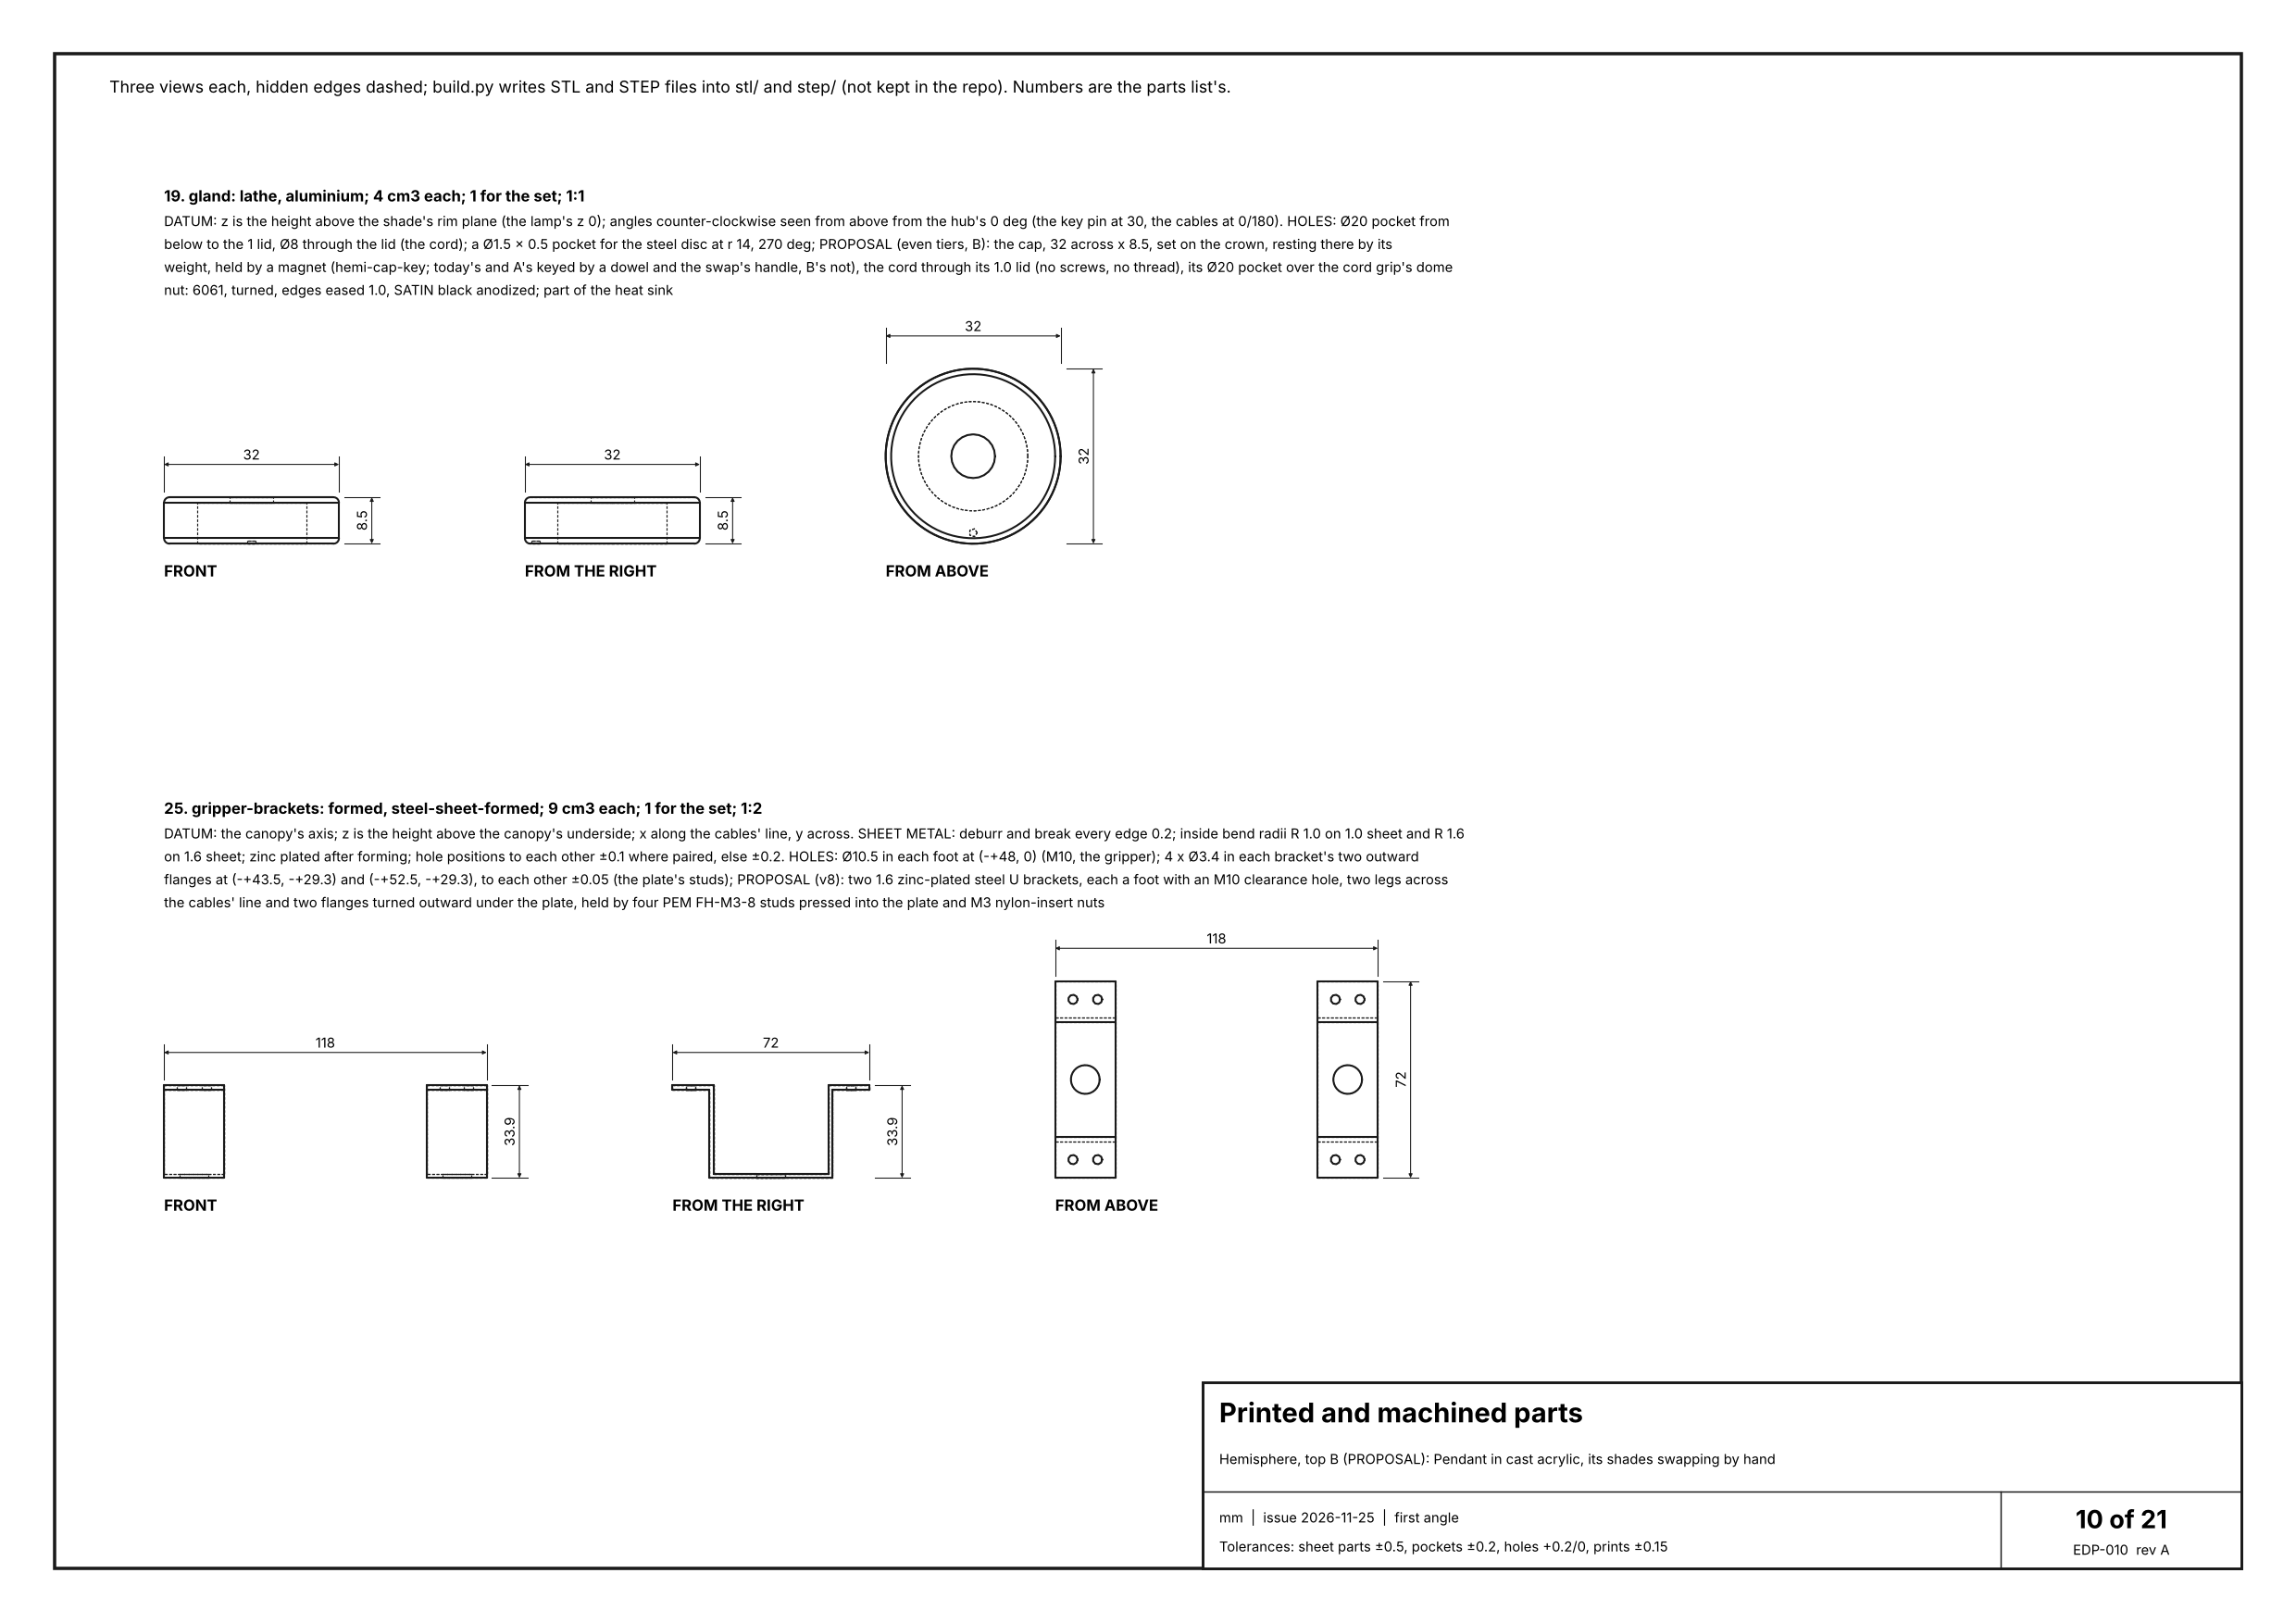 Three views each, hidden edges dashed; build.py writes STL and STEP files into stl/ and step/ (not kept in the repo). Numbers are the parts list's.
19. gland: lathe, aluminium; 4 cm3 each; 1 for the set; 1:1
DATUM: z is the height above the shade's rim plane (the lamp's z 0); angles counter-clockwise seen from above from the hub's 0 deg (the key pin at 30, the cables at 0/180). HOLES: Ø20 pocket from
below to the 1 lid, Ø8 through the lid (the cord); a Ø1.5 × 0.5 pocket for the steel disc at r 14, 270 deg; PROPOSAL (even tiers, B): the cap, 32 across x 8.5, set on the crown, resting there by its
weight, held by a magnet (hemi-cap-key; today's and A's keyed by a dowel and the swap's handle, B's not), the cord through its 1.0 lid (no screws, no thread), its Ø20 pocket over the cord grip's dome
nut: 6061, turned, edges eased 1.0, SATIN black anodized; part of the heat sink
32
32
32
32
8.5
8.5
FRONT
FROM THE RIGHT
FROM ABOVE
25. gripper-brackets: formed, steel-sheet-formed; 9 cm3 each; 1 for the set; 1:2
DATUM: the canopy's axis; z is the height above the canopy's underside; x along the cables' line, y across. SHEET METAL: deburr and break every edge 0.2; inside bend radii R 1.0 on 1.0 sheet and R 1.6
on 1.6 sheet; zinc plated after forming; hole positions to each other ±0.1 where paired, else ±0.2. HOLES: Ø10.5 in each foot at (-+48, 0) (M10, the gripper); 4 x Ø3.4 in each bracket's two outward
flanges at (-+43.5, -+29.3) and (-+52.5, -+29.3), to each other ±0.05 (the plate's studs); PROPOSAL (v8): two 1.6 zinc-plated steel U brackets, each a foot with an M10 clearance hole, two legs across
the cables' line and two flanges turned outward under the plate, held by four PEM FH-M3-8 studs pressed into the plate and M3 nylon-insert nuts
118
118
72
72
33.9
33.9
FRONT
FROM THE RIGHT
FROM ABOVE
Printed and machined parts
Hemisphere, top B (PROPOSAL): Pendant in cast acrylic, its shades swapping by hand
mm | issue 2026-11-25 | first angle
Tolerances: sheet parts ±0.5, pockets ±0.2, holes +0.2/0, prints ±0.15
10 of 21
EDP-010 rev A